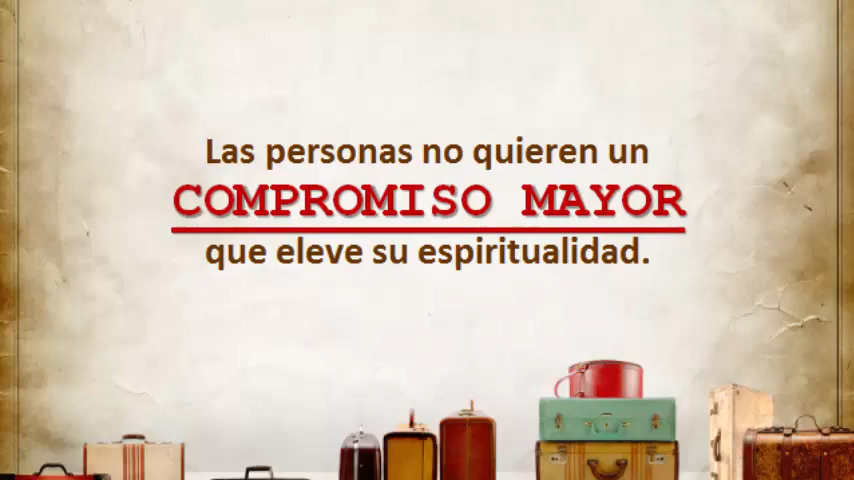 Las personas no quieren un
COMPROMISO MAYOR
que eleve su espiritualidad.